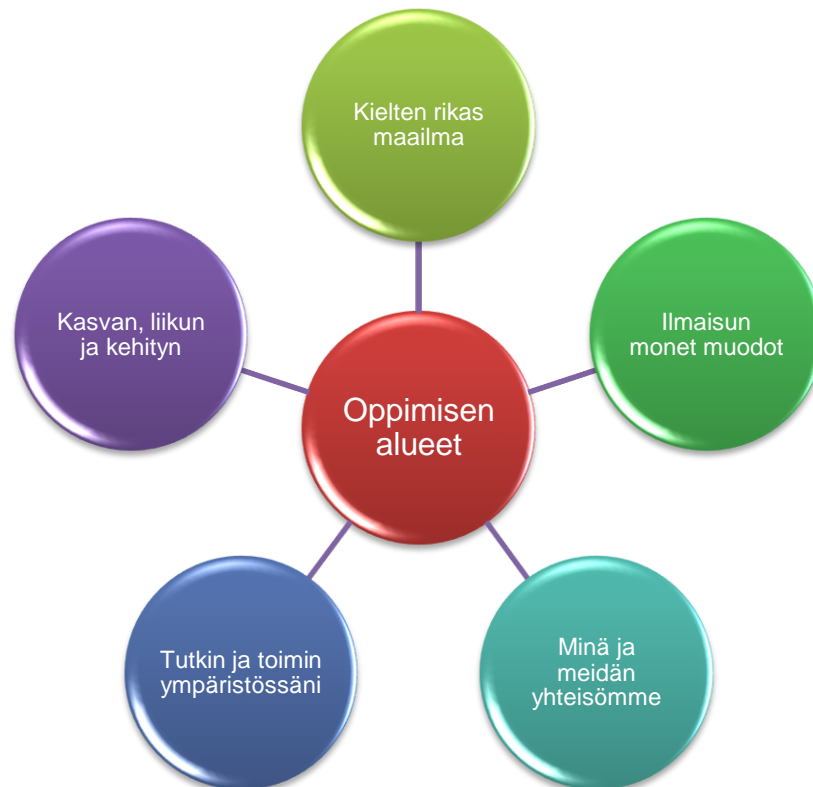 Kielten rikas
maailma
Kasvan, liikun
ja kehityn
Ilmaisun
monet muodot
Oppimisen
alueet
Tutkin ja toimin
ympäristössäni
Minä ja
meidän
yhteisömme